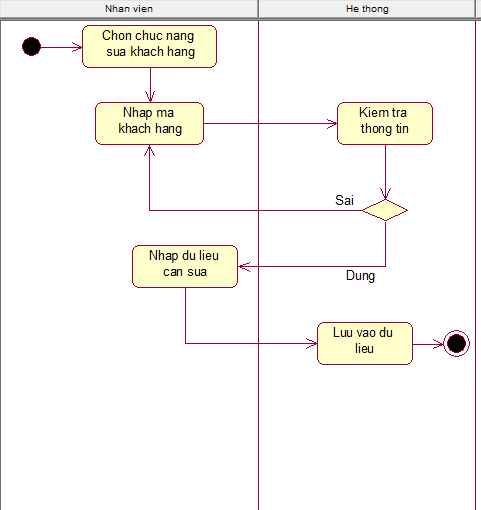 Nhan vien
He thong
Chon chuc nang
sua khach hang
Nhap ma
khach hang
Kiem tra
thong tin
Sai
Nhap du lieu
can sua
Dung
Luu vao du
lieu